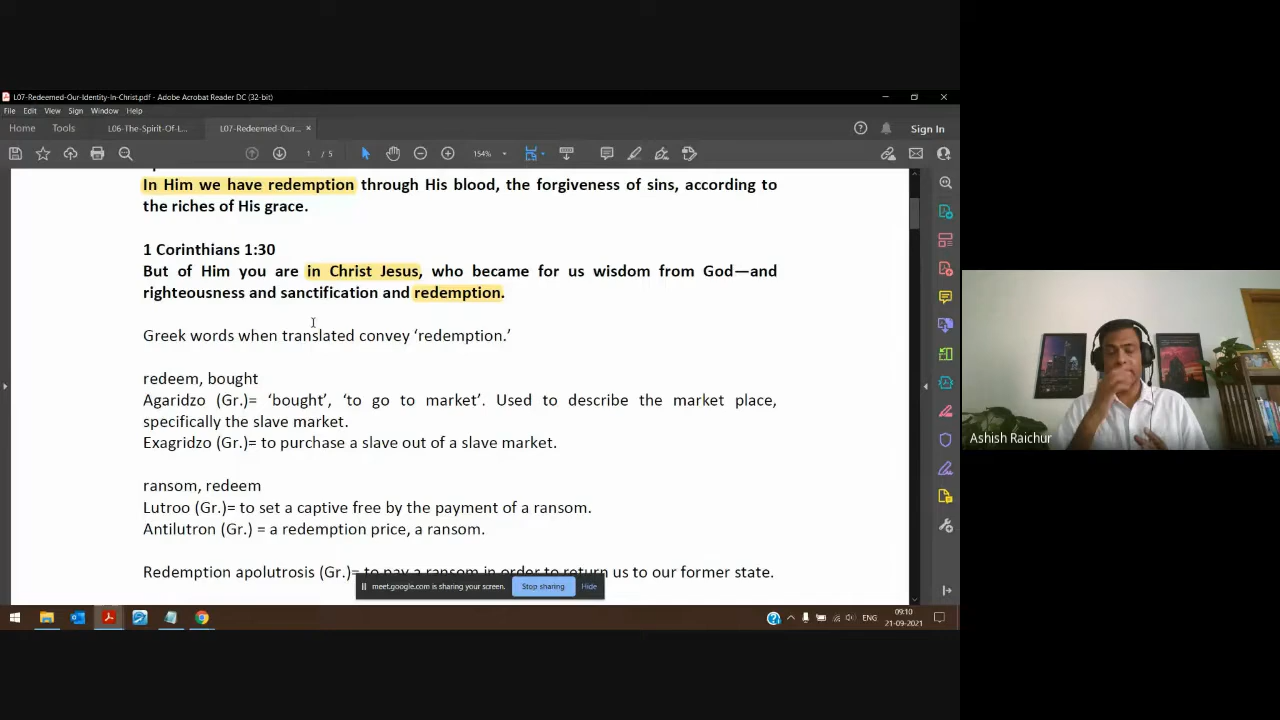 L07-Redeemed-Our-Identity-In-Christ.pdf - Adobe Acrobat Reader DC (32-bit)
File Edit View Sign Window Help
Home Tools L06-The-Spirit-Of-L... L07-Redeemed-Our... × Sign In
1 / 5 154%
In Him we have redemption through His blood, the forgiveness of sins, according to
the riches of His grace.
1 Corinthians 1:30
But of Him you are in Christ Jesus, who became for us wisdom from God—and
righteousness and sanctification and redemption.
Greek words when translated convey ‘redemption.’
redeem, bought
Agaridzo (Gr.)= ‘bought’, ‘to go to market’. Used to describe the market place,
specifically the slave market.
Exagridzo (Gr.)= to purchase a slave out of a slave market.
ransom, redeem
Lutroo (Gr.)= to set a captive free by the payment of a ransom.
Antilutron (Gr.) = a redemption price, a ransom.
Redemption apolutrosis (Gr.)= to pay a ransom in order to return us to our former state.
meet.google.com is sharing your screen. Stop sharing Hide
Ashish Raichur
ENG
09:10
21-09-2021